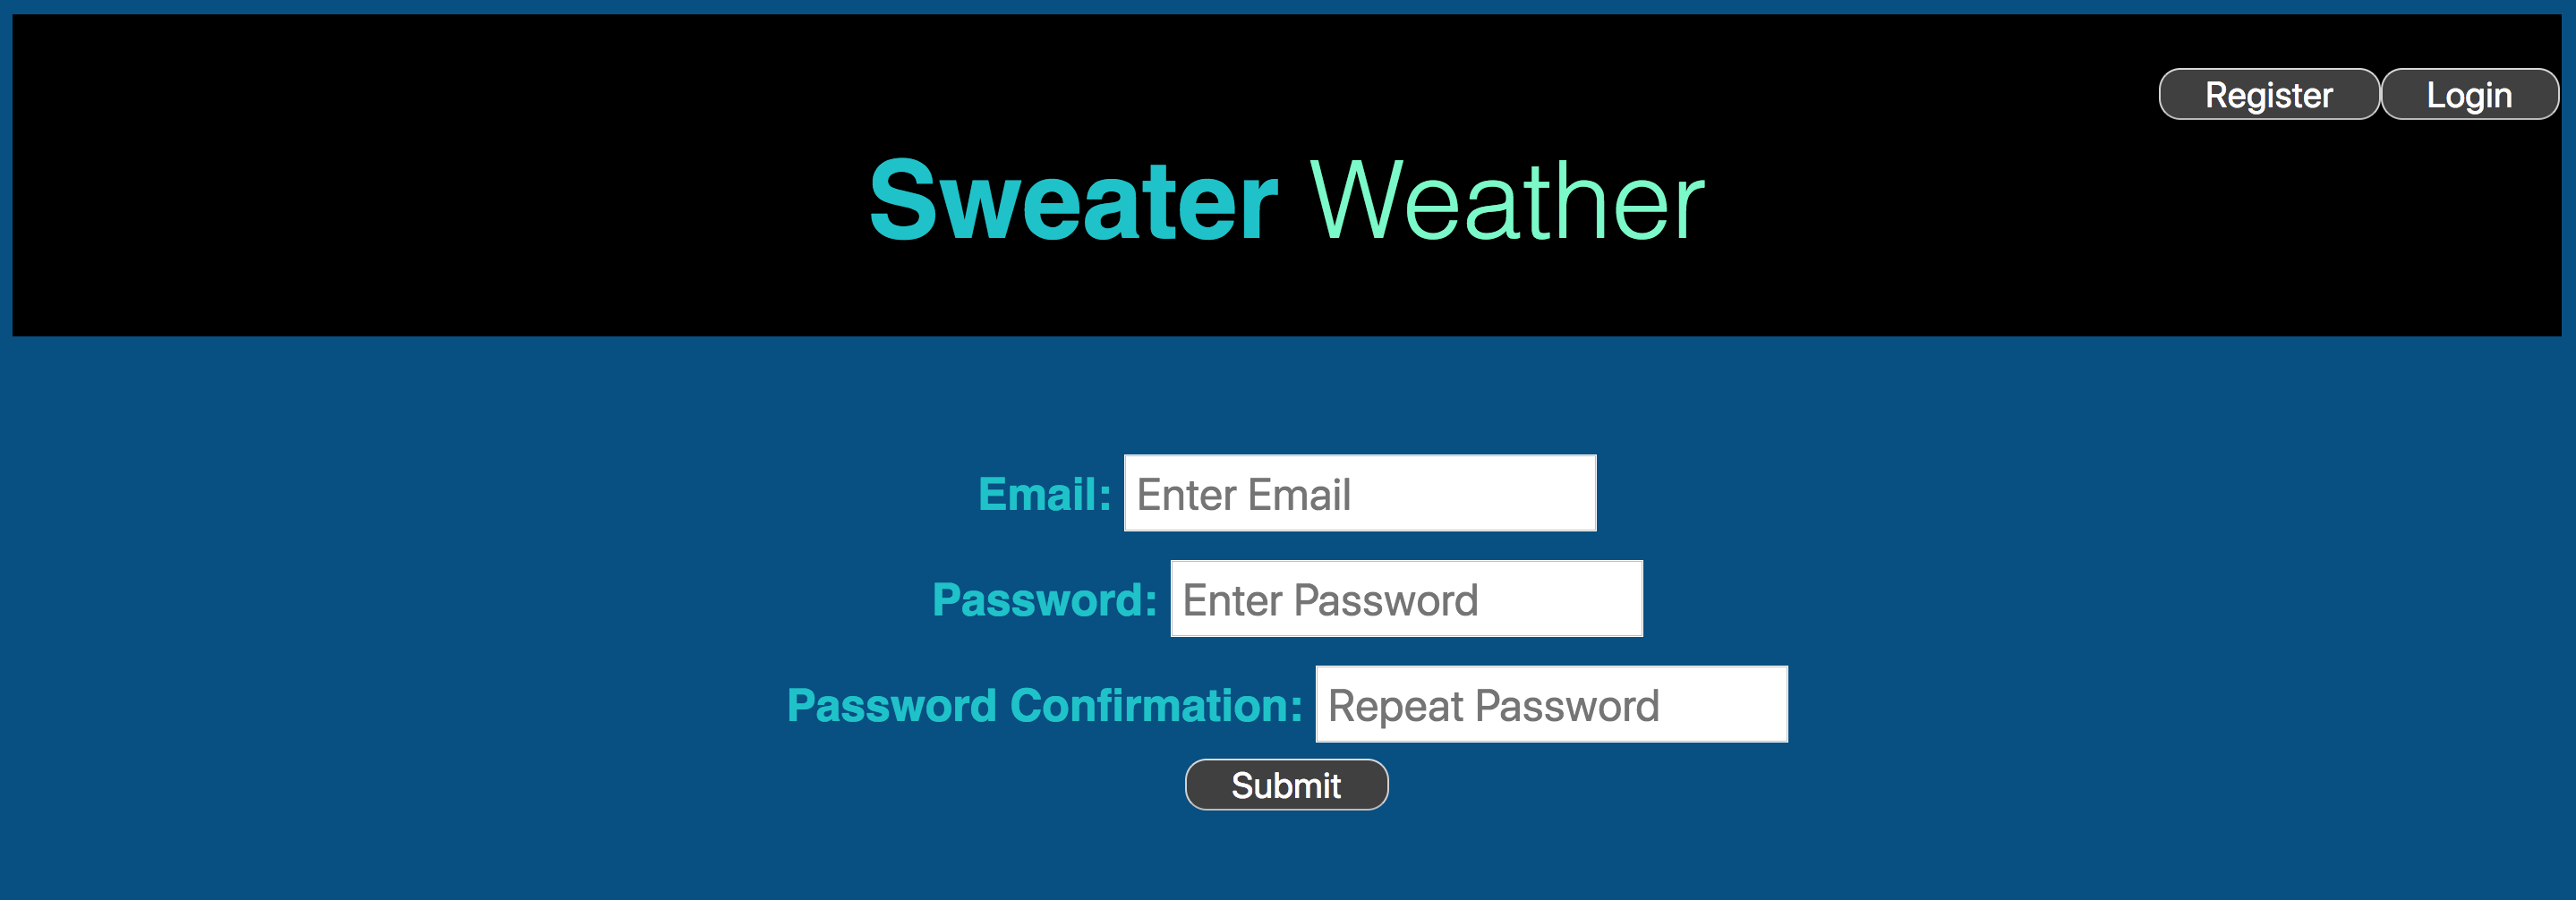 Register Login
Sweater Weather
Email: Enter Email
Password: Enter Password
Password Confirmation: Repeat Password
Submit